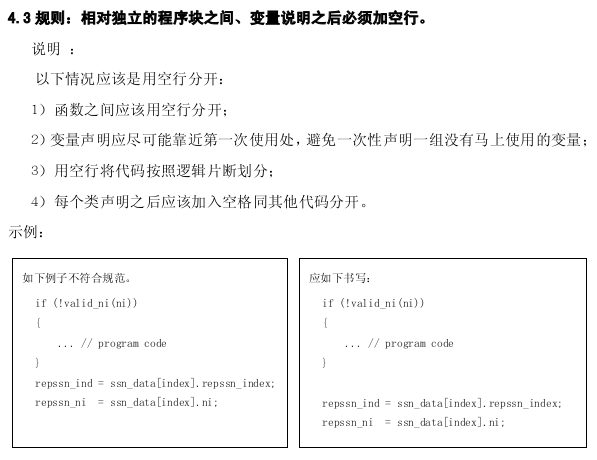 4.3 规则：相对独立的程序块之间、变量说明之后必须加空行。
说明 ：
以下情况应该是用空行分开：
1）函数之间应该用空行分开；
2）变量声明应尽可能靠近第一次使用处，避免一次性声明一组没有马上使用的变量；
3）用空行将代码按照逻辑片断划分；
4）每个类声明之后应该加入空格同其他代码分开。
示例：
如下例子不符合规范。
if (!valid_ni(ni))
{
... // program code
}
repssn_ind = ssn_data[index].repssn_index;
repssn_ni  = ssn_data[index].ni;
应如下书写：
if (!valid_ni(ni))
{
... // program code
}
repssn_ind = ssn_data[index].repssn_index;
repssn_ni  = ssn_data[index].ni;